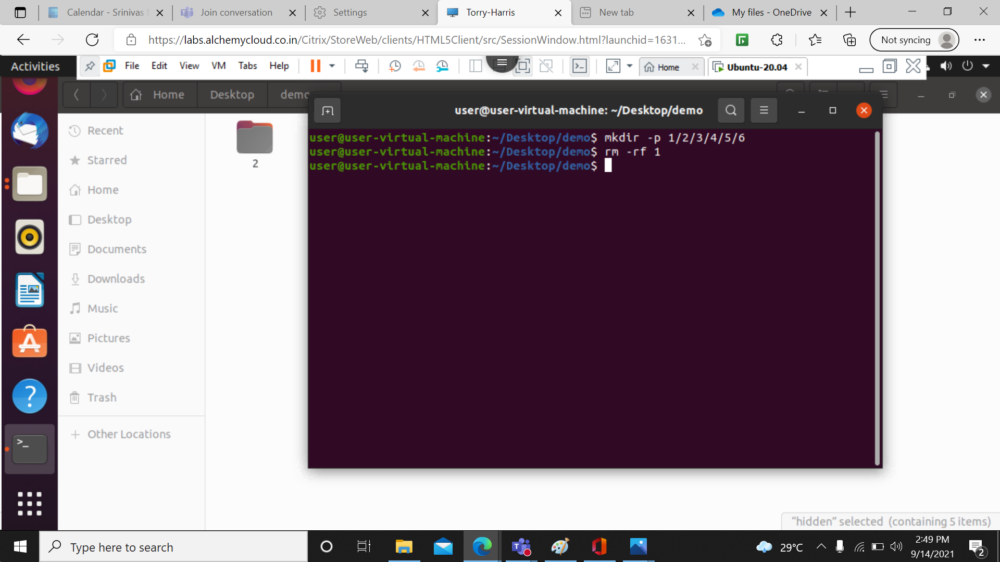 Calendar - Srinivas
Join conversation
Settings
Torry-Harris
New tab
My files - OneDrive
https://labs.alchemycloud.co.in/Citrix/StoreWeb/clients/HTML5Client/src/SessionWindow.html?launchid=1631...
Not syncing
Activities
File Edit View VM Tabs Help
Home
Ubuntu-20.04
Home Desktop demo
user@user-virtual-machine: ~/Desktop/demo
user@user-virtual-machine:~/Desktop/demo$ mkdir -p 1/2/3/4/5/6
user@user-virtual-machine:~/Desktop/demo$ rm -rf 1
user@user-virtual-machine:~/Desktop/demo$
Recent
Starred
Home
Desktop
Documents
Downloads
Music
Pictures
Videos
Trash
Other Locations
2
"hidden" selected (containing 5 items)
Type here to search
29°C
2:49 PM
9/14/2021
2